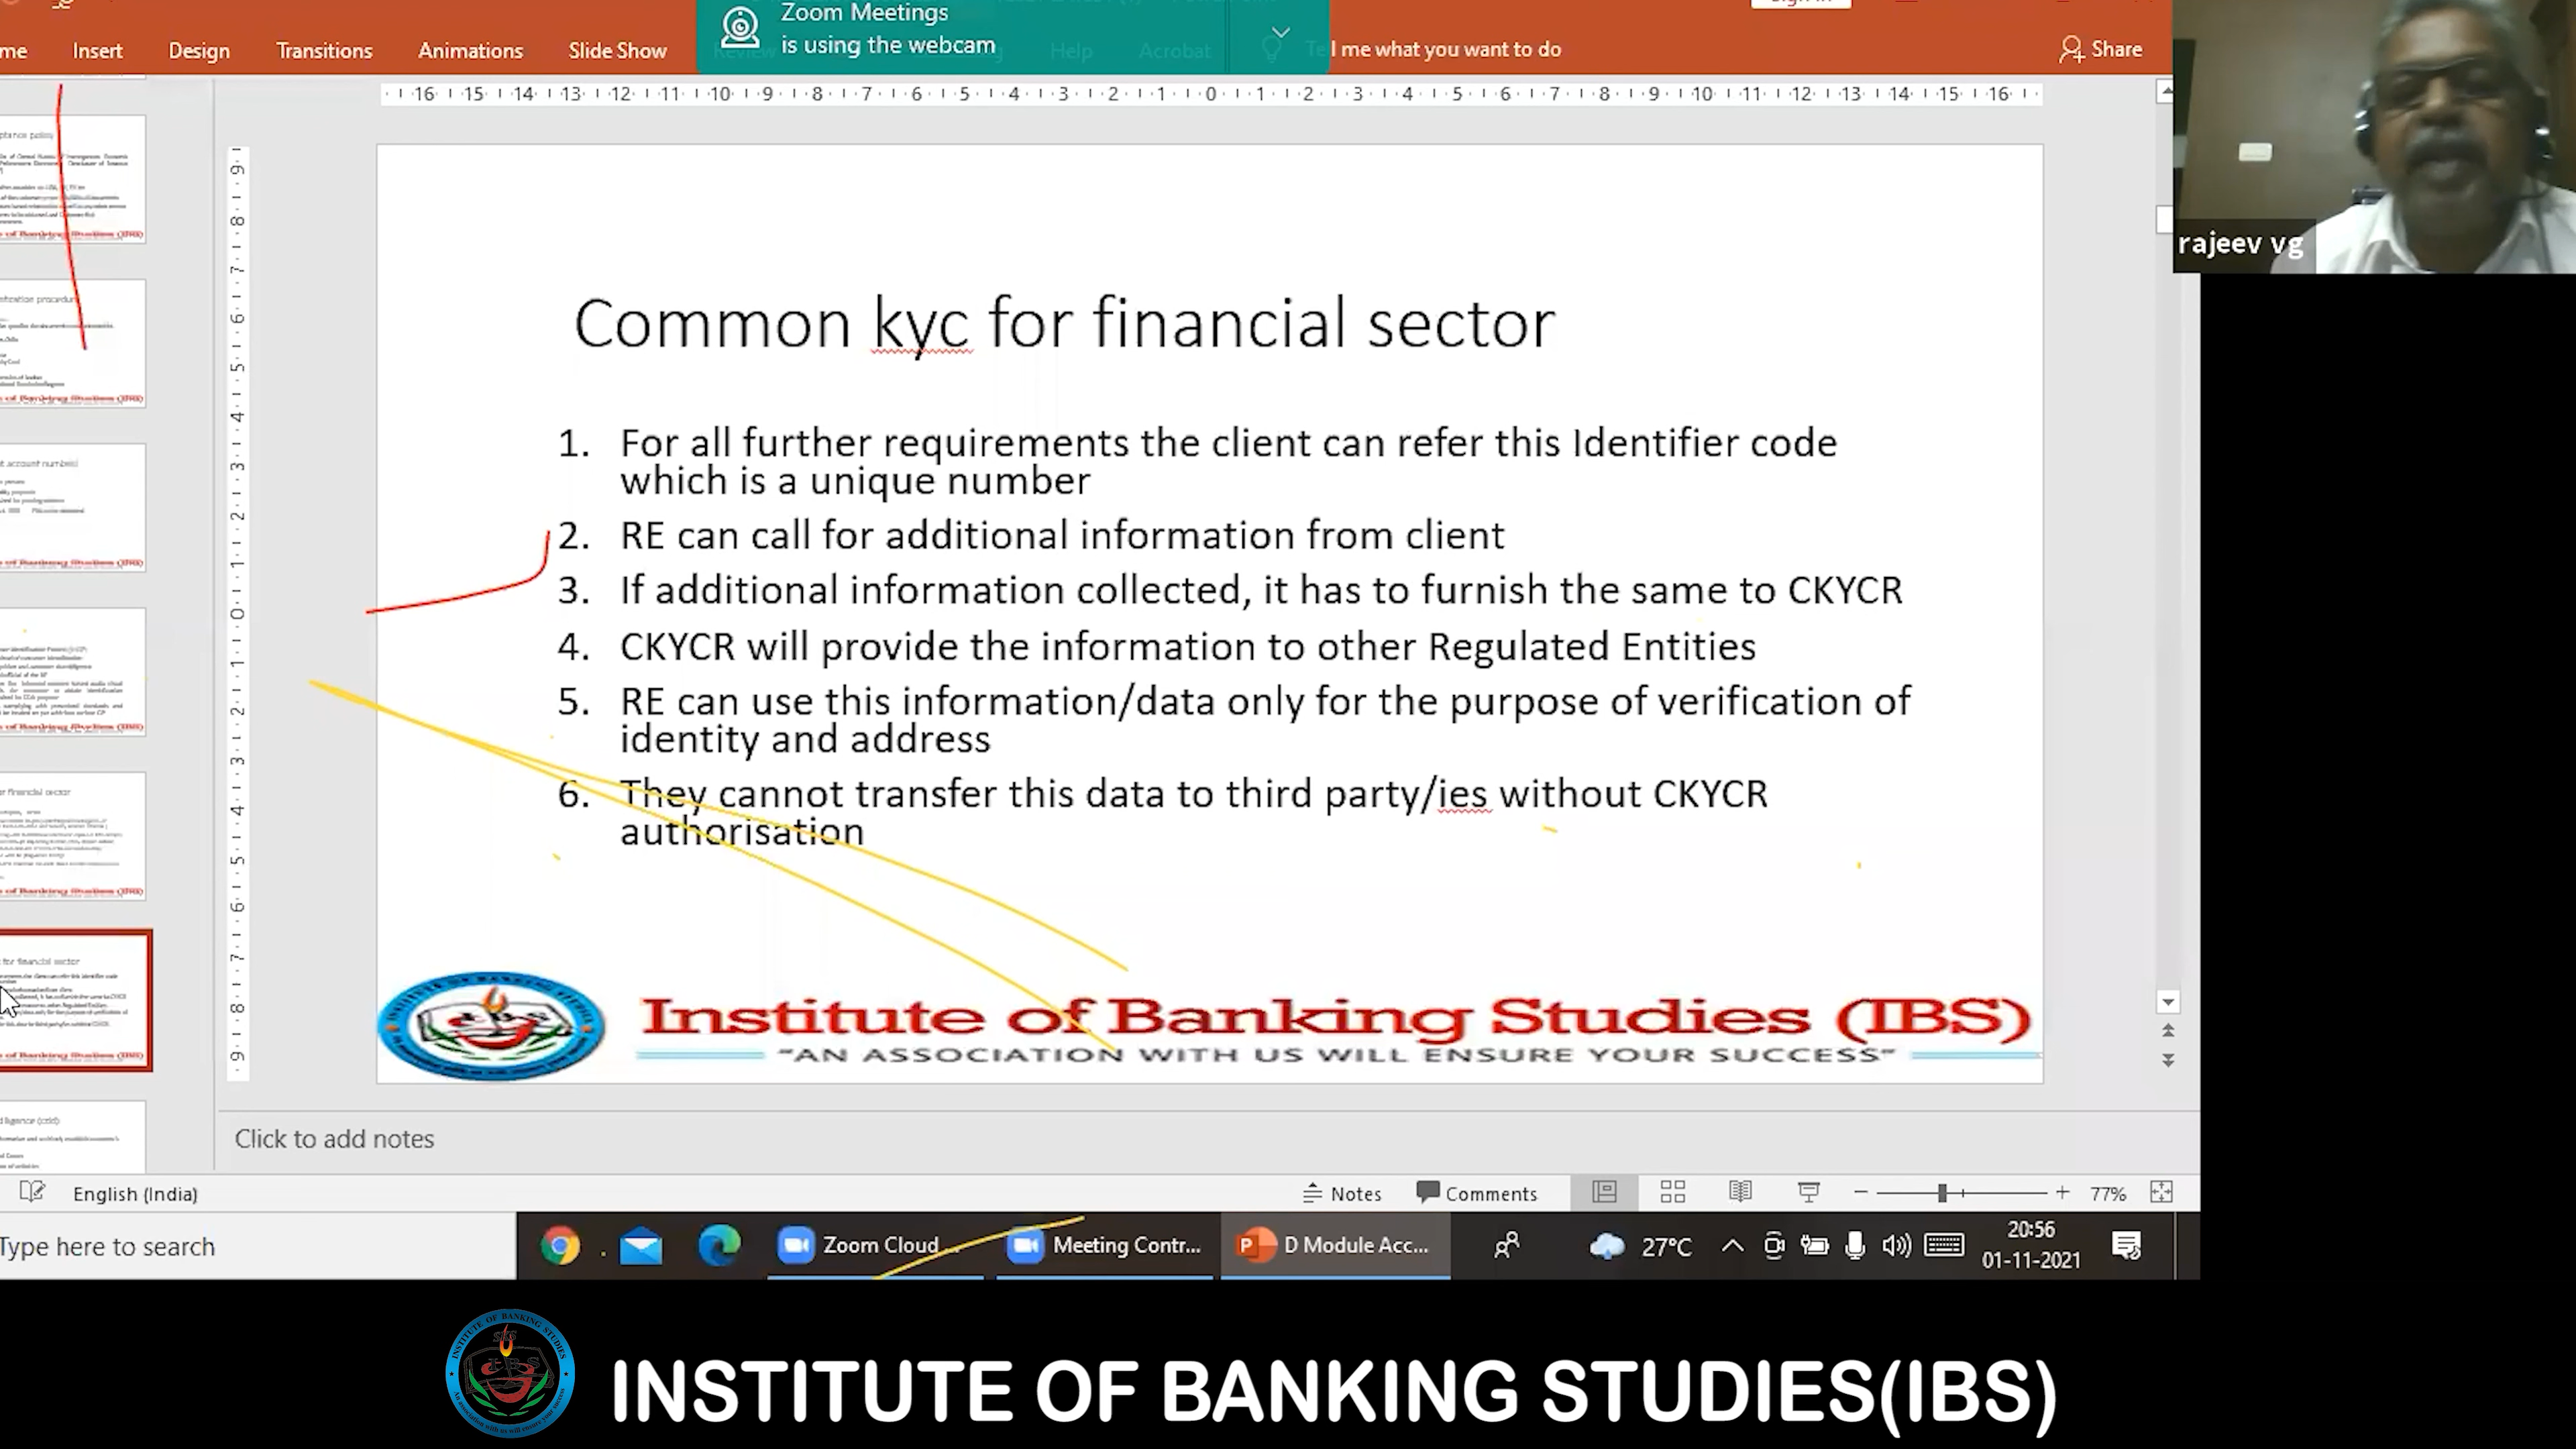 Zoom Meetings
is using the webcam
Insert
Design
Transitions
Animations
Slide Show
Help
Acrobat
l me what you want to do
Share
rajeev vg
Common kyc for financial sector
1. For all further requirements the client can refer this Identifier code
which is a unique number
2. RE can call for additional information from client
3. If additional information collected, it has to furnish the same to CKYCR
4. CKYCR will provide the information to other Regulated Entities
5. RE can use this information/data only for the purpose of verification of
identity and address
6. They cannot transfer this data to third party/ies without CKYCR
authorisation
Institute of Banking Studies (IBS)
"AN ASSOCIATION WITH US WILL ENSURE YOUR SUCCESS"
Click to add notes
English (India)
Notes
Comments
77%
Type here to search
Zoom Cloud ...
Meeting Contr...
D Module Acc...
27°C
20:56
01-11-2021
INSTITUTE OF BANKING STUDIES(IBS)